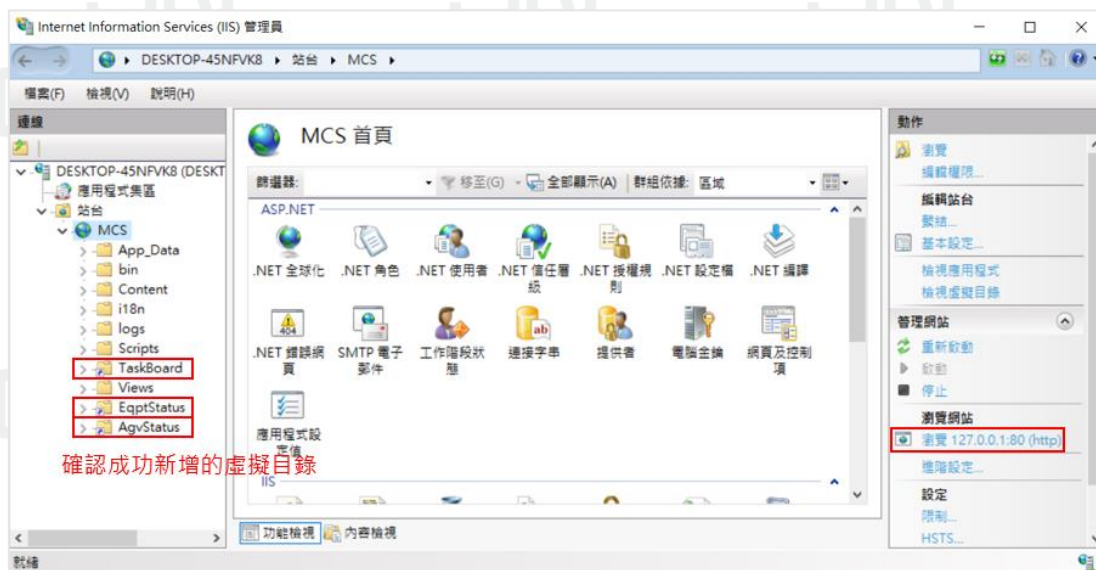 Internet Information Services (IIS) 管理員
DESKTOP-45NFVK8 站台 MCS
檔案(F) 檢視(V) 說明(H)
連線
DESKTOP-45NFVK8 (DESKT
應用程式集區
站台
MCS
App_Data
bin
Content
i18n
logs
Scripts
TaskBoard
Views
EqptStatus
AgvStatus
確認成功新增的虛擬目錄
MCS 首頁
篩選器: 移至(G) 全部顯示(A) 群組依據: 區域
ASP.NET
.NET 全球化 .NET 角色 .NET 使用者 .NET 信任層級 .NET 授權規則 .NET 設定檔 .NET 編譯
.NET 錯誤網頁 SMTP 電子郵件 工作階段狀態 連接字串 提供者 電腦金鑰 網頁及控制項
應用程式設定值
IIS
功能檢視 內容檢視
動作
瀏覽
編輯權限...
編輯站台
繫結...
基本設定...
檢視應用程式
檢視虛擬目錄
管理網站
重新啟動
啟動
停止
瀏覽網站
瀏覽 127.0.0.1:80 (http)
進階設定...
設定
限制...
HSTS...
就緒